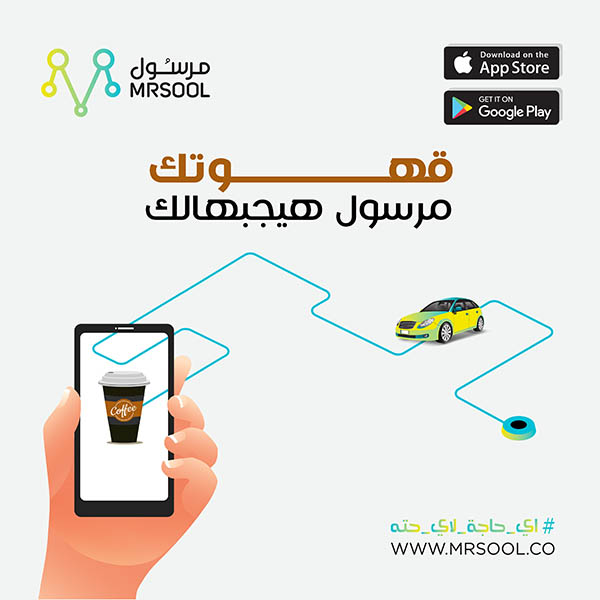 مرسول
MRSOOL
Download on the
App Store
GET IT ON
Google Play
قهـــــــــوتك
مرسول هيجبهالك
Coffee
# اي_حاجة_لاي_حته
WWW.MRSOOL.CO